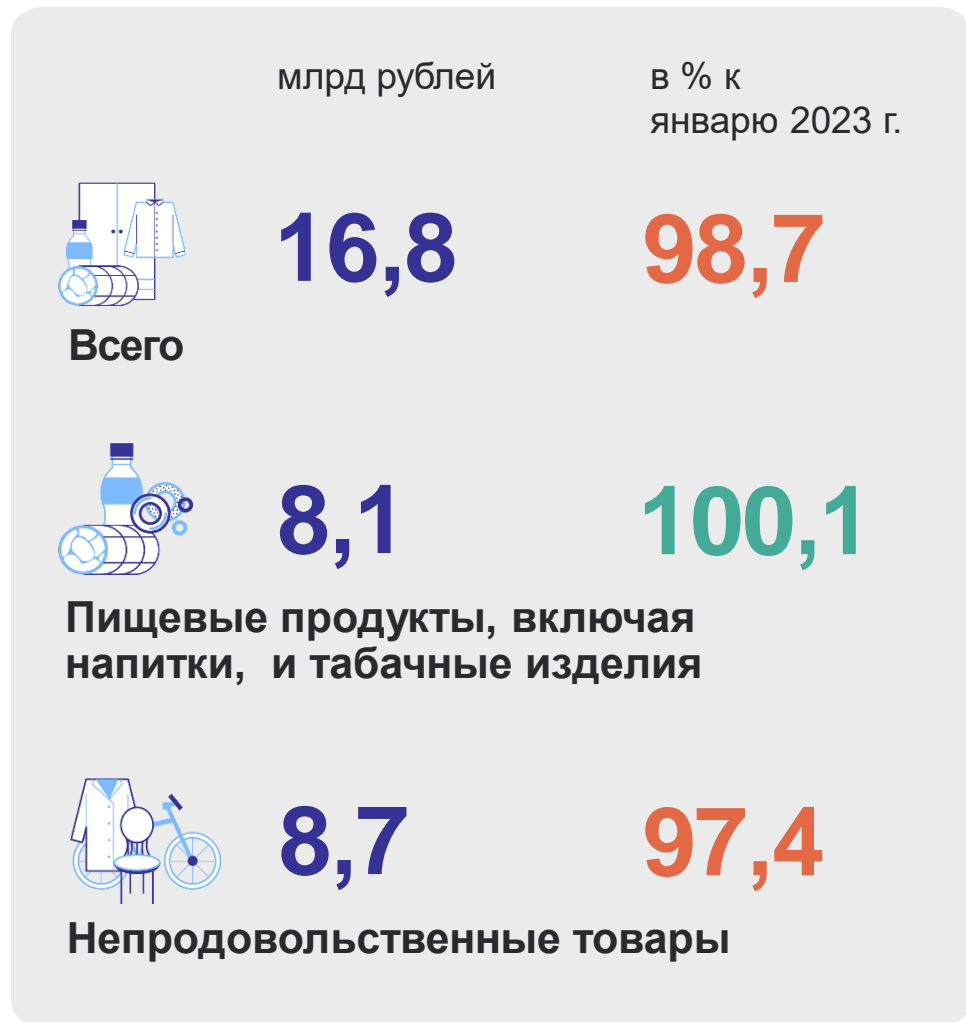 млрд рублей
в % к
январю 2023 г.
16,8
98,7
Всего
8,1
100,1
Пищевые продукты, включая
напитки,  и табачные изделия
8,7
97,4
Непродовольственные товары